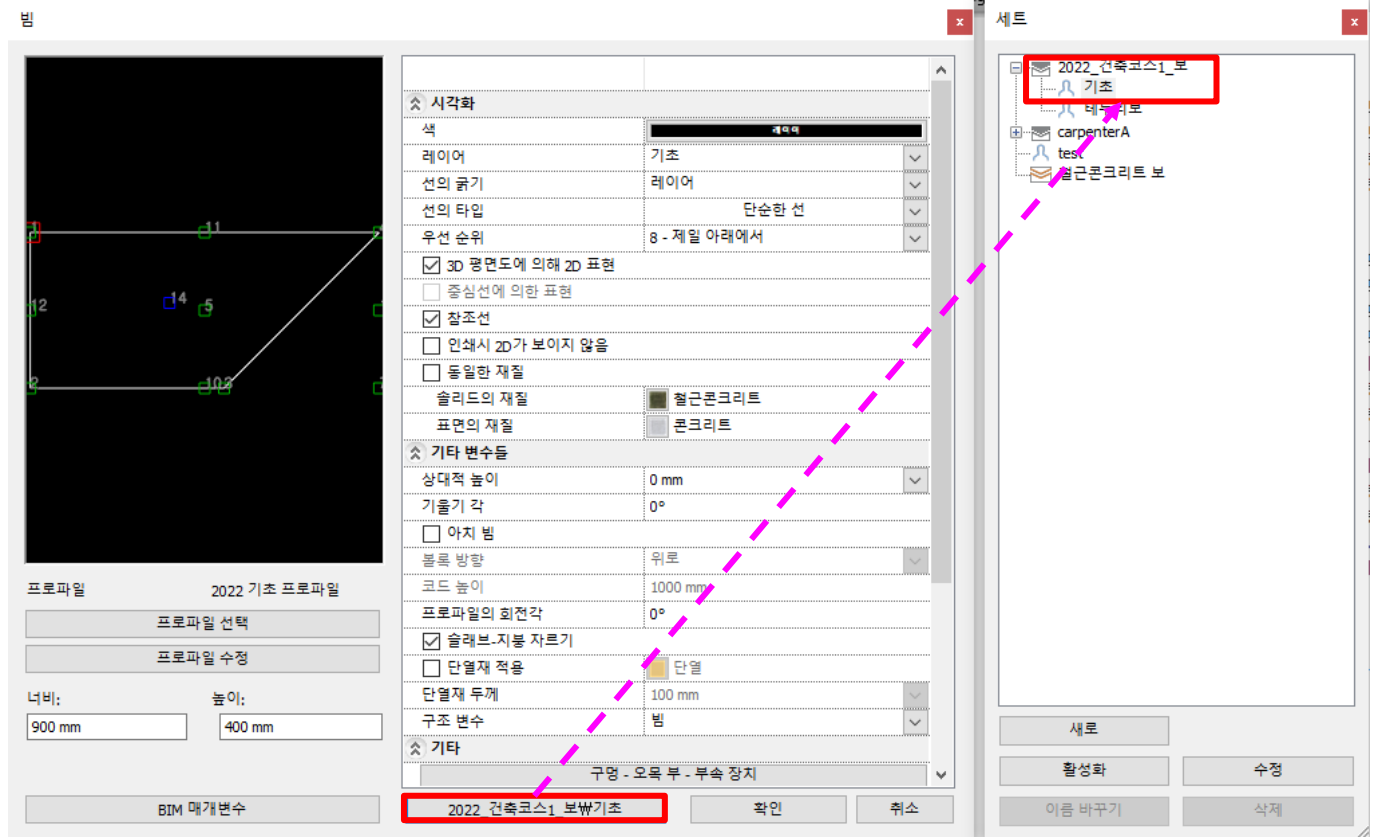 빔
x
1
11
12
14
5
2
10
시각화
색
레이어
레이어
기초
선의 굵기
레이어
선의 타입
단순한 선
우선 순위
8 - 제일 아래에서
3D 평면도에 의해 2D 표현
중심선에 의한 표현
참조선
인쇄시 2D가 보이지 않음
동일한 재질
솔리드의 재질
철근콘크리트
표면의 재질
콘크리트
기타 변수들
상대적 높이
0 mm
기울기 각
0°
아치 빔
볼록 방향
위로
코드 높이
1000 mm
프로파일의 회전각
0°
슬래브-지붕 자르기
단열재 적용
단열
단열재 두께
100 mm
구조 변수
빔
기타
구멍 - 오목 부 - 부속 장치
프로파일
2022 기초 프로파일
프로파일 선택
프로파일 수정
너비:
높이:
900 mm
400 mm
BIM 매개변수
2022_건축코스1_보₩기초
확인
취소
세트
x
2022_건축코스1_보
기초
테두리보
carpenterA
test
철근콘크리트 보
새로
활성화
수정
이름 바꾸기
삭제